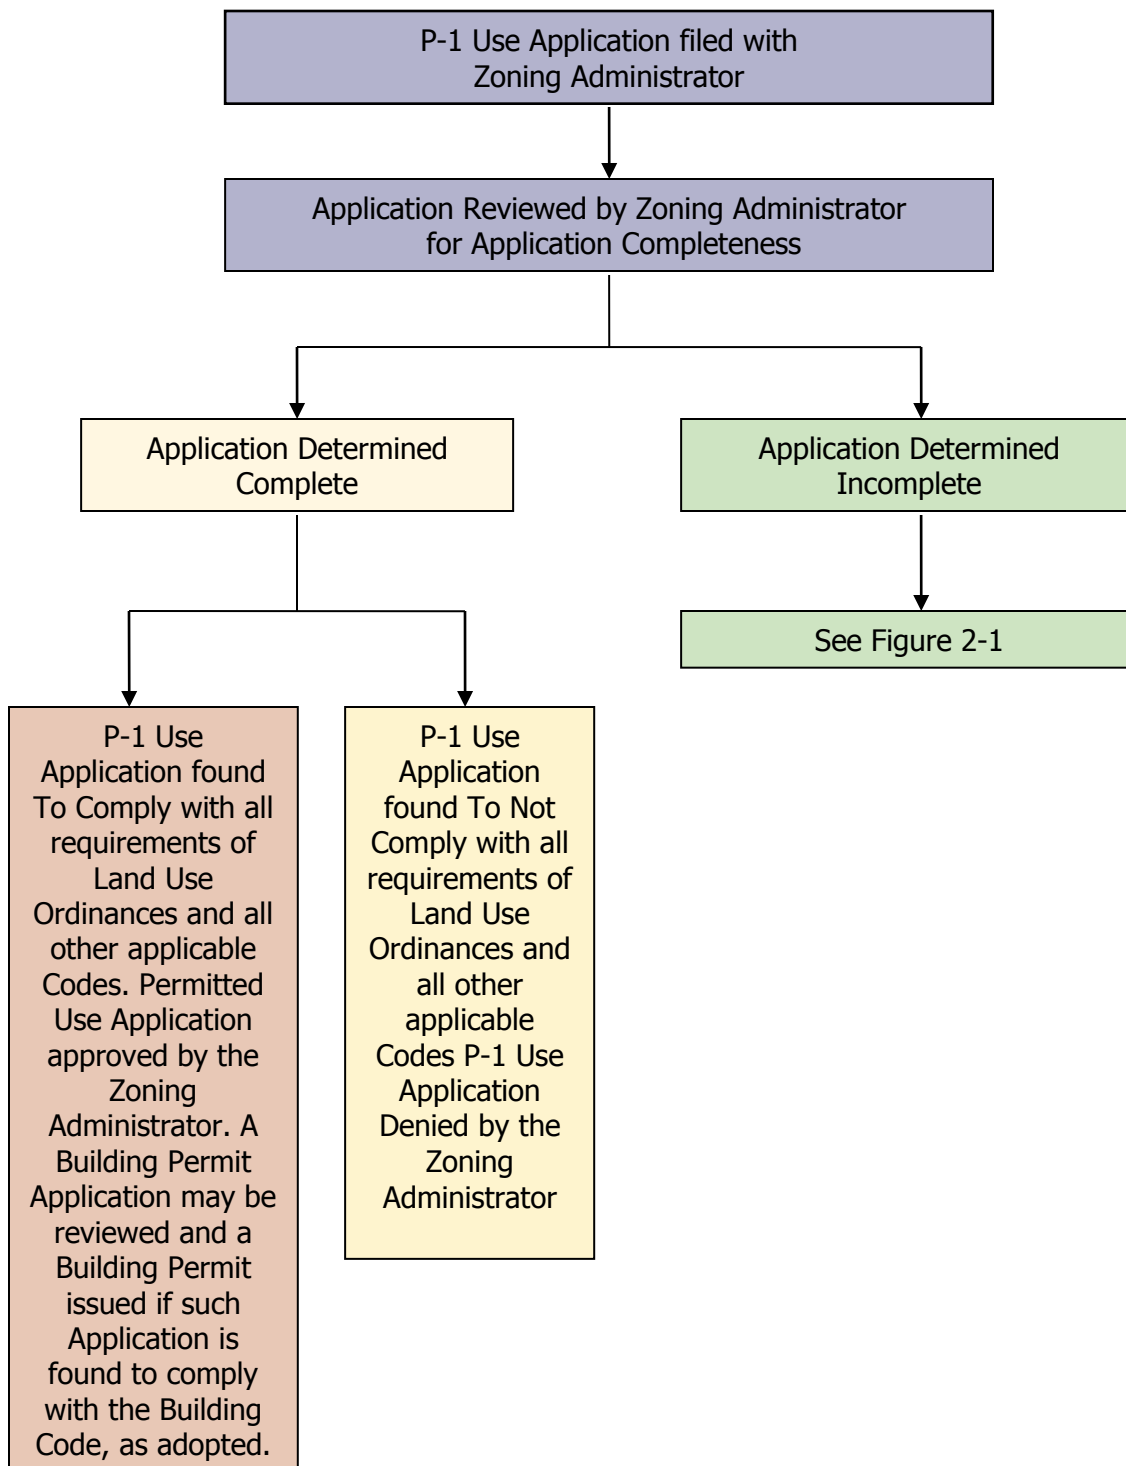 P-1 Use Application filed with
Zoning Administrator
Application Reviewed by Zoning Administrator
for Application Completeness
Application Determined
Complete
Application Determined
Incomplete
See Figure 2-1
P-1 Use
Application found
To Comply with all
requirements of
Land Use
Ordinances and all
other applicable
Codes. Permitted
Use Application
approved by the
Zoning
Administrator. A
Building Permit
Application may be
reviewed and a
Building Permit
issued if such
Application is
found to comply
with the Building
Code, as adopted.
P-1 Use
Application
found To Not
Comply with all
requirements of
Land Use
Ordinances and
all other
applicable
Codes P-1 Use
Application
Denied by the
Zoning
Administrator